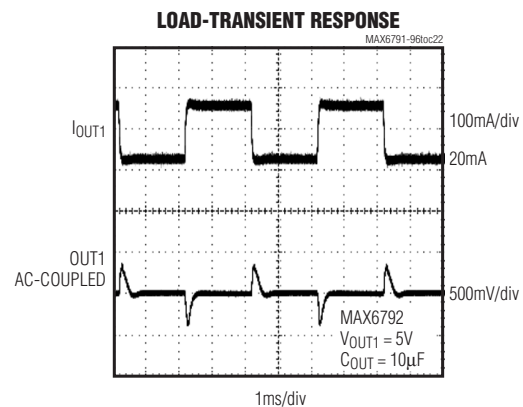 LOAD-TRANSIENT RESPONSE
MAX6791-96toc22
IOUT1
100mA/div
20mA
OUT1
AC-COUPLED
500mV/div
MAX6792
VOUT1 = 5V
COUT = 10µF
1ms/div